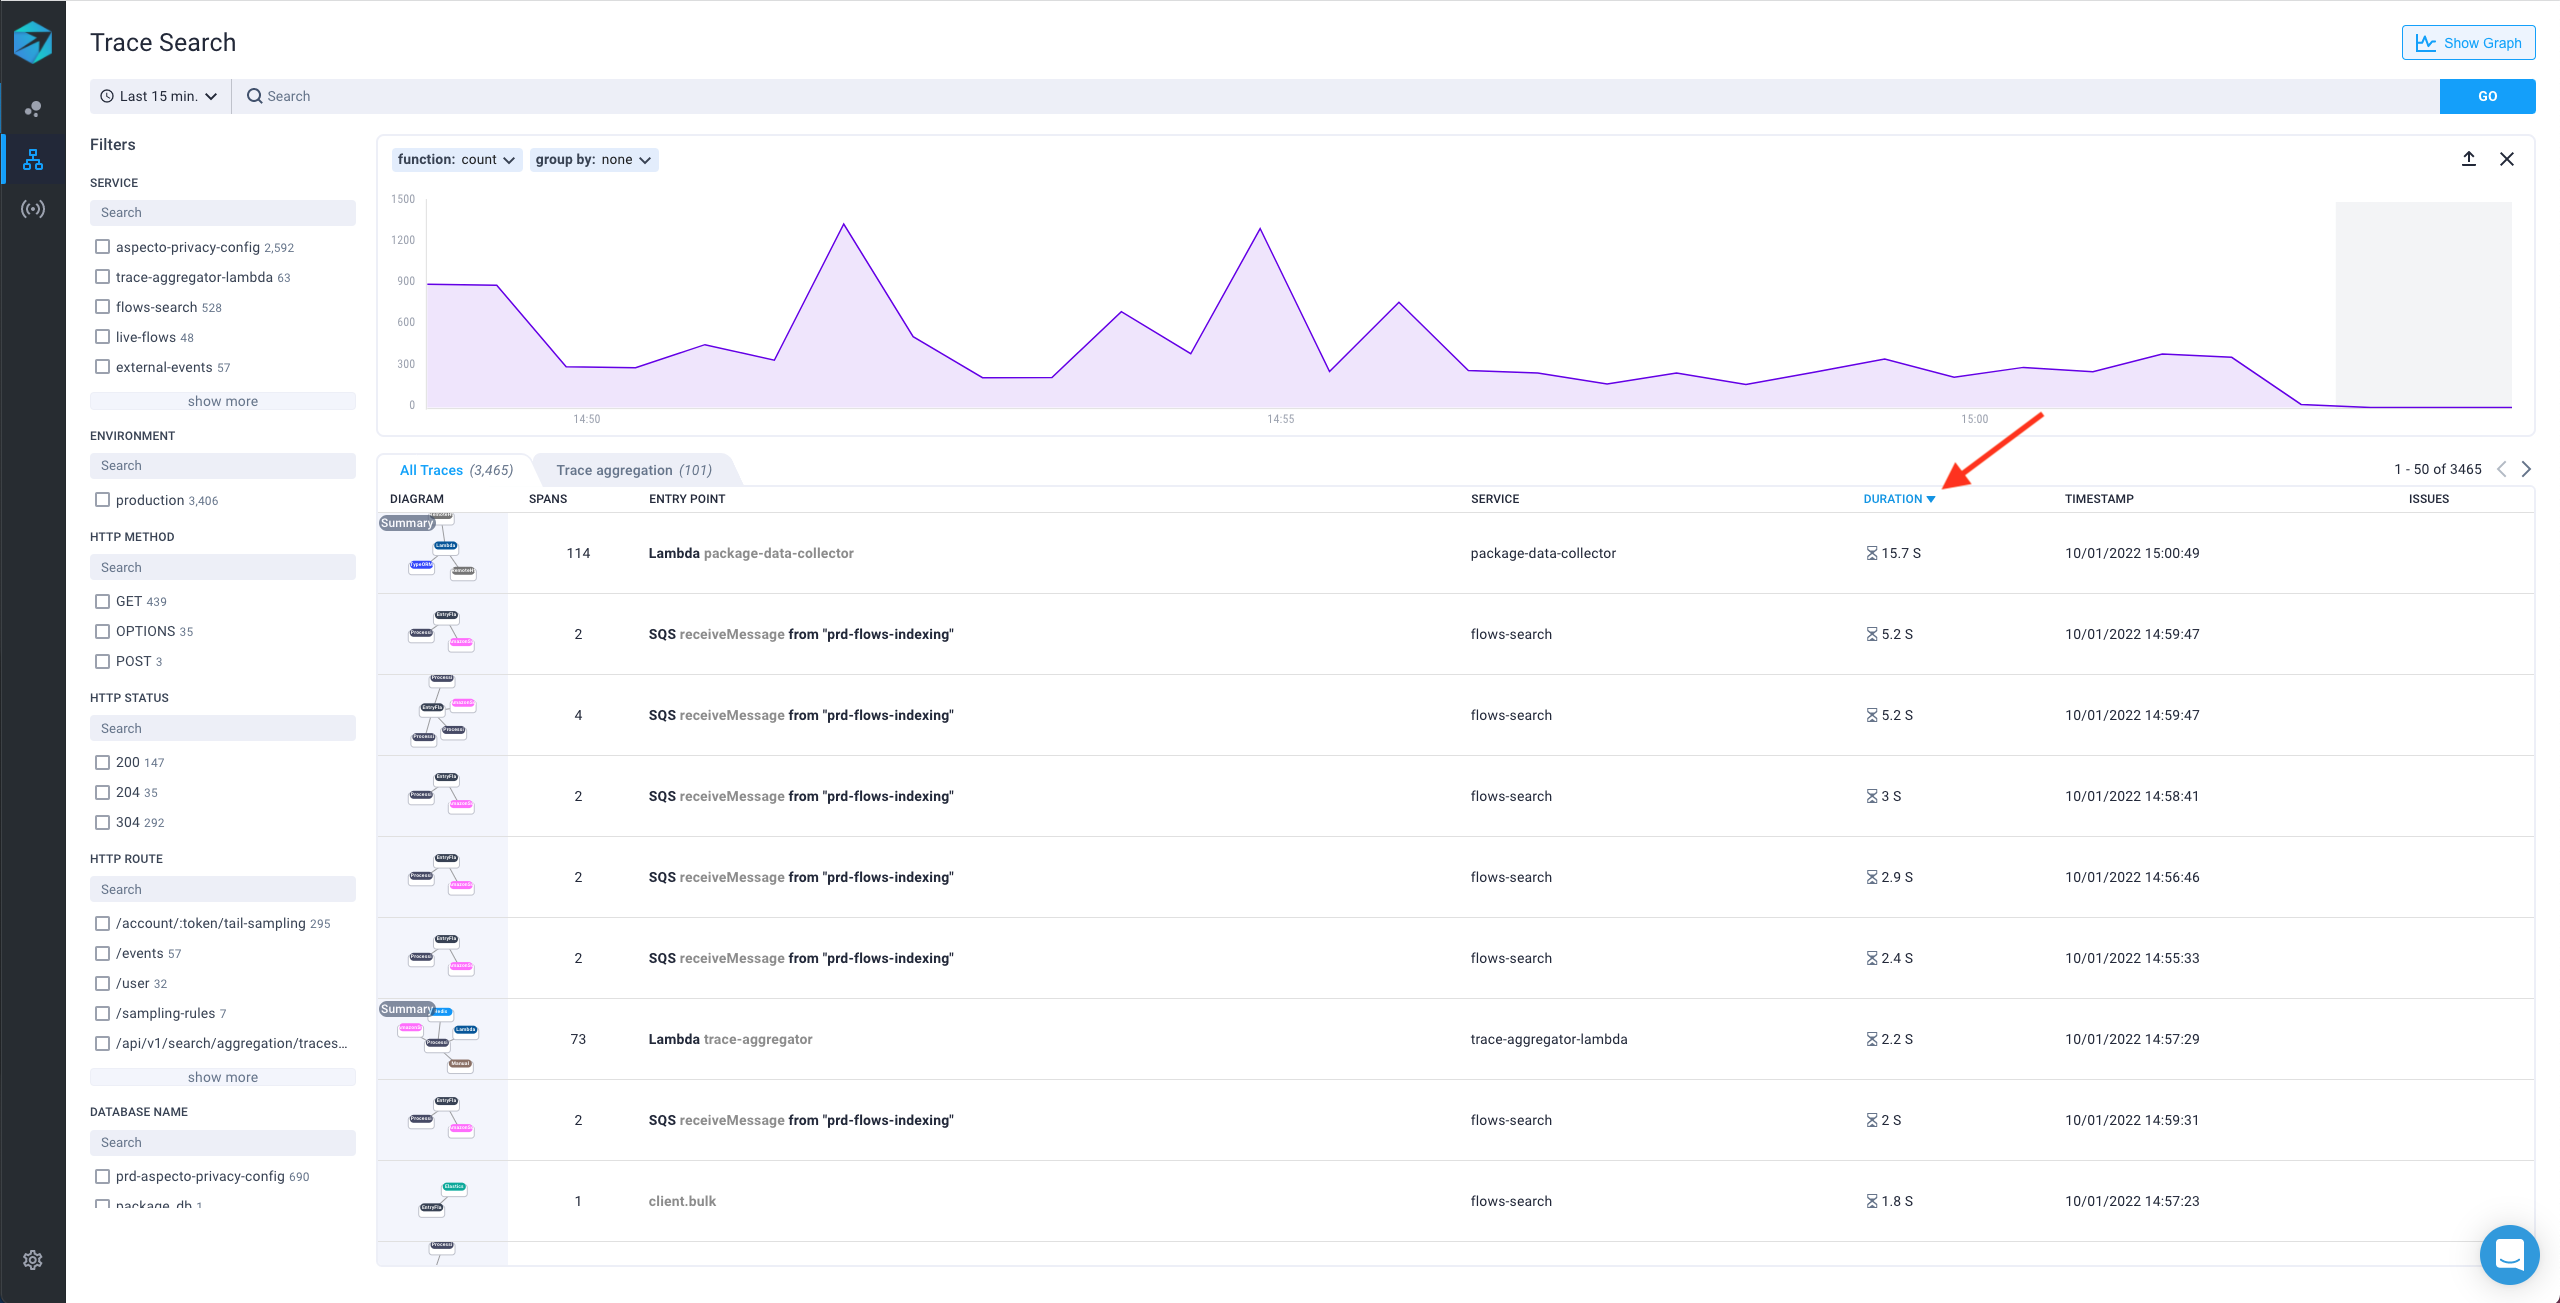 Trace Search
Show Graph
Last 15 min.
Search
GO
Filters
SERVICE
Search
aspecto-privacy-config 2,592
trace-aggregator-lambda 63
flows-search 528
live-flows 48
external-events 57
show more
ENVIRONMENT
Search
production 3,406
HTTP METHOD
Search
GET 439
OPTIONS 35
POST 3
HTTP STATUS
Search
200 147
204 35
304 292
HTTP ROUTE
Search
/account/:token/tail-sampling 295
/events 57
/user 32
/sampling-rules 7
/api/v1/search/aggregation/traces...
show more
DATABASE NAME
Search
prd-aspecto-privacy-config 690
package_db 1
function: count
group by: none
1500
1200
900
600
300
0
14:50
14:55
15:00
All Traces (3,465)
Trace aggregation (101)
1 - 50 of 3465
DIAGRAM SPANS ENTRY POINT SERVICE DURATION TIMESTAMP ISSUES
Summary
Lambda
114 Lambda package-data-collector package-data-collector 15.7 S 10/01/2022 15:00:49
2 SQS receiveMessage from "prd-flows-indexing" flows-search 5.2 S 10/01/2022 14:59:47
4 SQS receiveMessage from "prd-flows-indexing" flows-search 5.2 S 10/01/2022 14:59:47
2 SQS receiveMessage from "prd-flows-indexing" flows-search 3 S 10/01/2022 14:58:41
2 SQS receiveMessage from "prd-flows-indexing" flows-search 2.9 S 10/01/2022 14:56:46
2 SQS receiveMessage from "prd-flows-indexing" flows-search 2.4 S 10/01/2022 14:55:33
Summary
Lambda
73 Lambda trace-aggregator trace-aggregator-lambda 2.2 S 10/01/2022 14:57:29
2 SQS receiveMessage from "prd-flows-indexing" flows-search 2 S 10/01/2022 14:59:31
1 client.bulk flows-search 1.8 S 10/01/2022 14:57:23